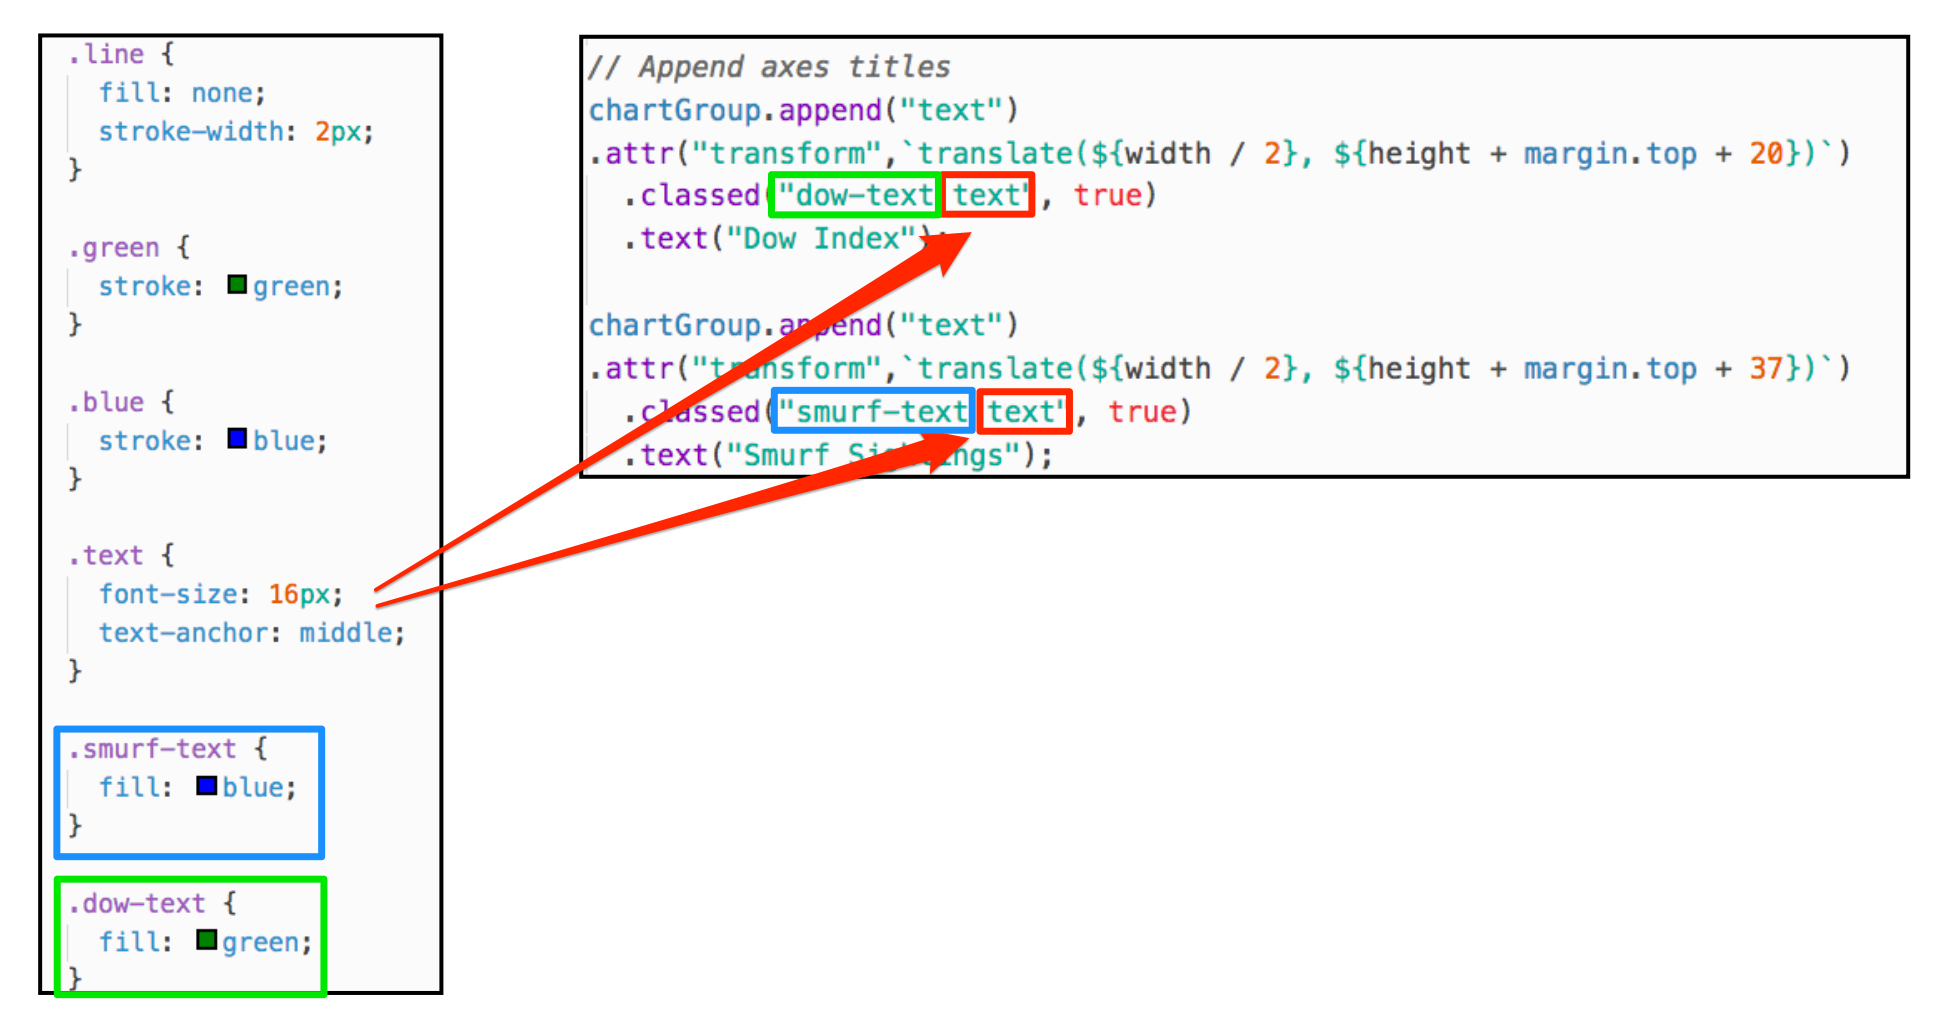 .line {
fill: none;
stroke-width: 2px;
}
.green {
stroke: green;
}
.blue {
stroke: blue;
}
.text {
font-size: 16px;
text-anchor: middle;
}
.smurf-text {
fill: blue;
}
.dow-text {
fill: green;
}
// Append axes titles
chartGroup.append("text")
.attr("transform",`translate(${width / 2}, ${height + margin.top + 20})`)
.classed("dow-text text", true)
.text("Dow Index");
chartGroup.append("text")
.attr("transform",`translate(${width / 2}, ${height + margin.top + 37})`)
.classed("smurf-text text", true)
.text("Smurf Sightings");